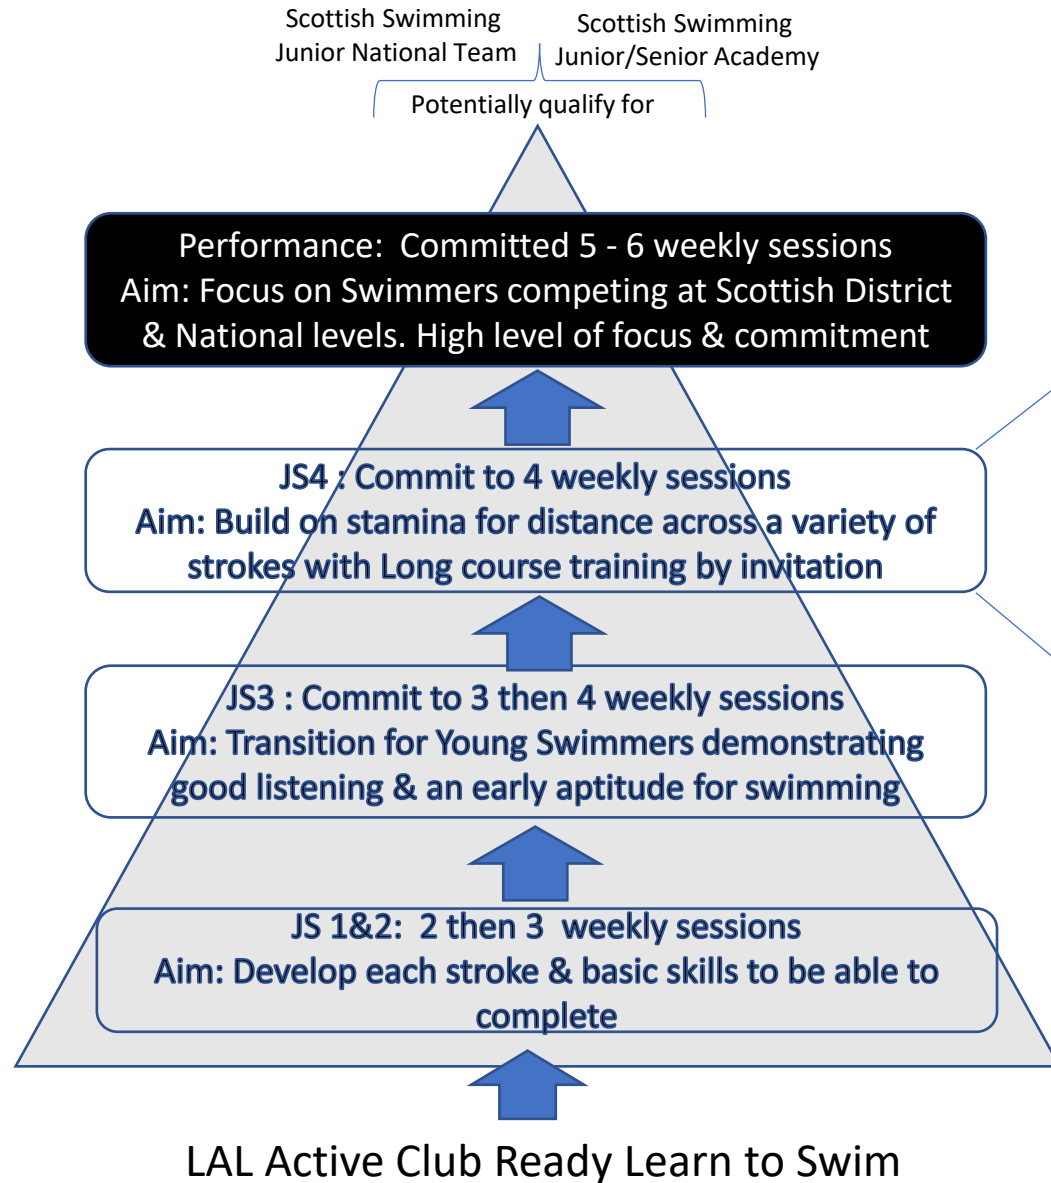 Scottish Swimming
Junior National Team
Scottish Swimming
Junior/Senior Academy
Potentially qualify for
Performance:  Committed 5 - 6 weekly sessions
Aim: Focus on Swimmers competing at Scottish District
& National levels. High level of focus & commitment
JS4 : Commit to 4 weekly sessions
Aim: Build on stamina for distance across a variety of
strokes with Long course training by invitation
JS3 : Commit to 3 then 4 weekly sessions
Aim: Transition for Young Swimmers demonstrating
good listening & an early aptitude for swimming
JS 1&2:  2 then 3  weekly sessions
Aim: Develop each stroke & basic skills to be able to
complete
LAL Active Club Ready Learn to Swim